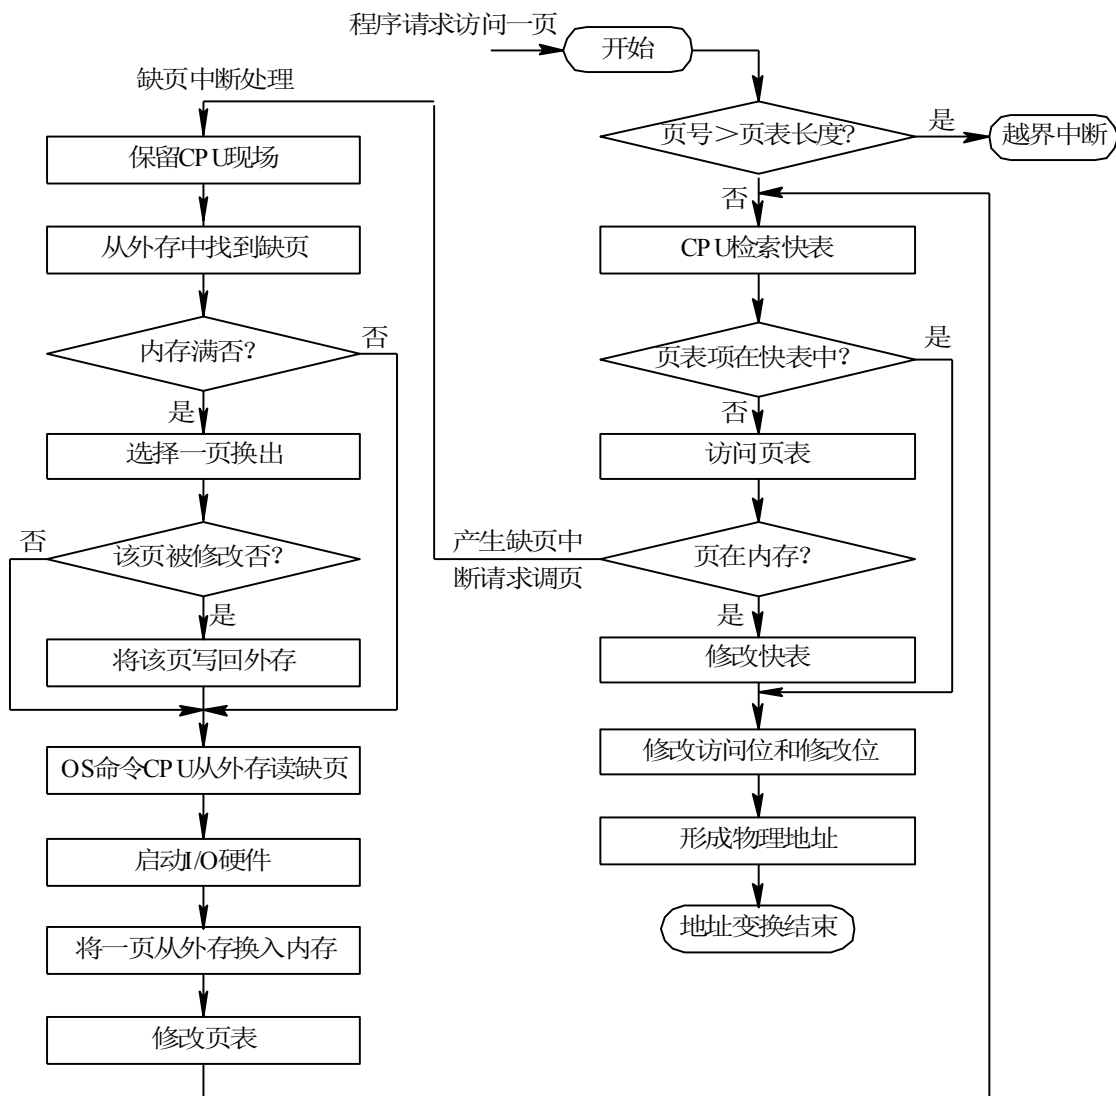 程序请求访问一页
开始
缺页中断处理
页号＞页表长度?
是
越界中断
保留CPU现场
否
从外存中找到缺页
CPU检索快表
内存满否?
否
页表项在快表中?
是
是
否
选择一页换出
访问页表
否
该页被修改否?
产生缺页中
断请求调页
页在内存?
是
是
将该页写回外存
修改快表
OS命令CPU从外存读缺页
修改访问位和修改位
启动I/O硬件
形成物理地址
将一页从外存换入内存
地址变换结束
修改页表